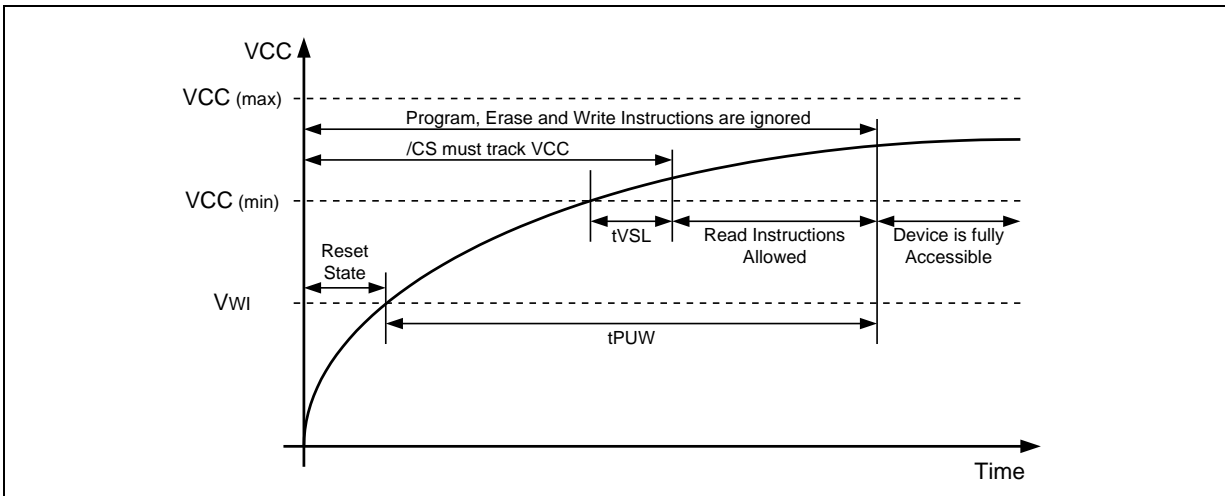 VCC
VCC (max)
Program, Erase and Write Instructions are ignored
/CS must track VCC
VCC (min)
tVSL
Read Instructions
Allowed
Device is fully
Accessible
Reset
State
VWI
tPUW
Time